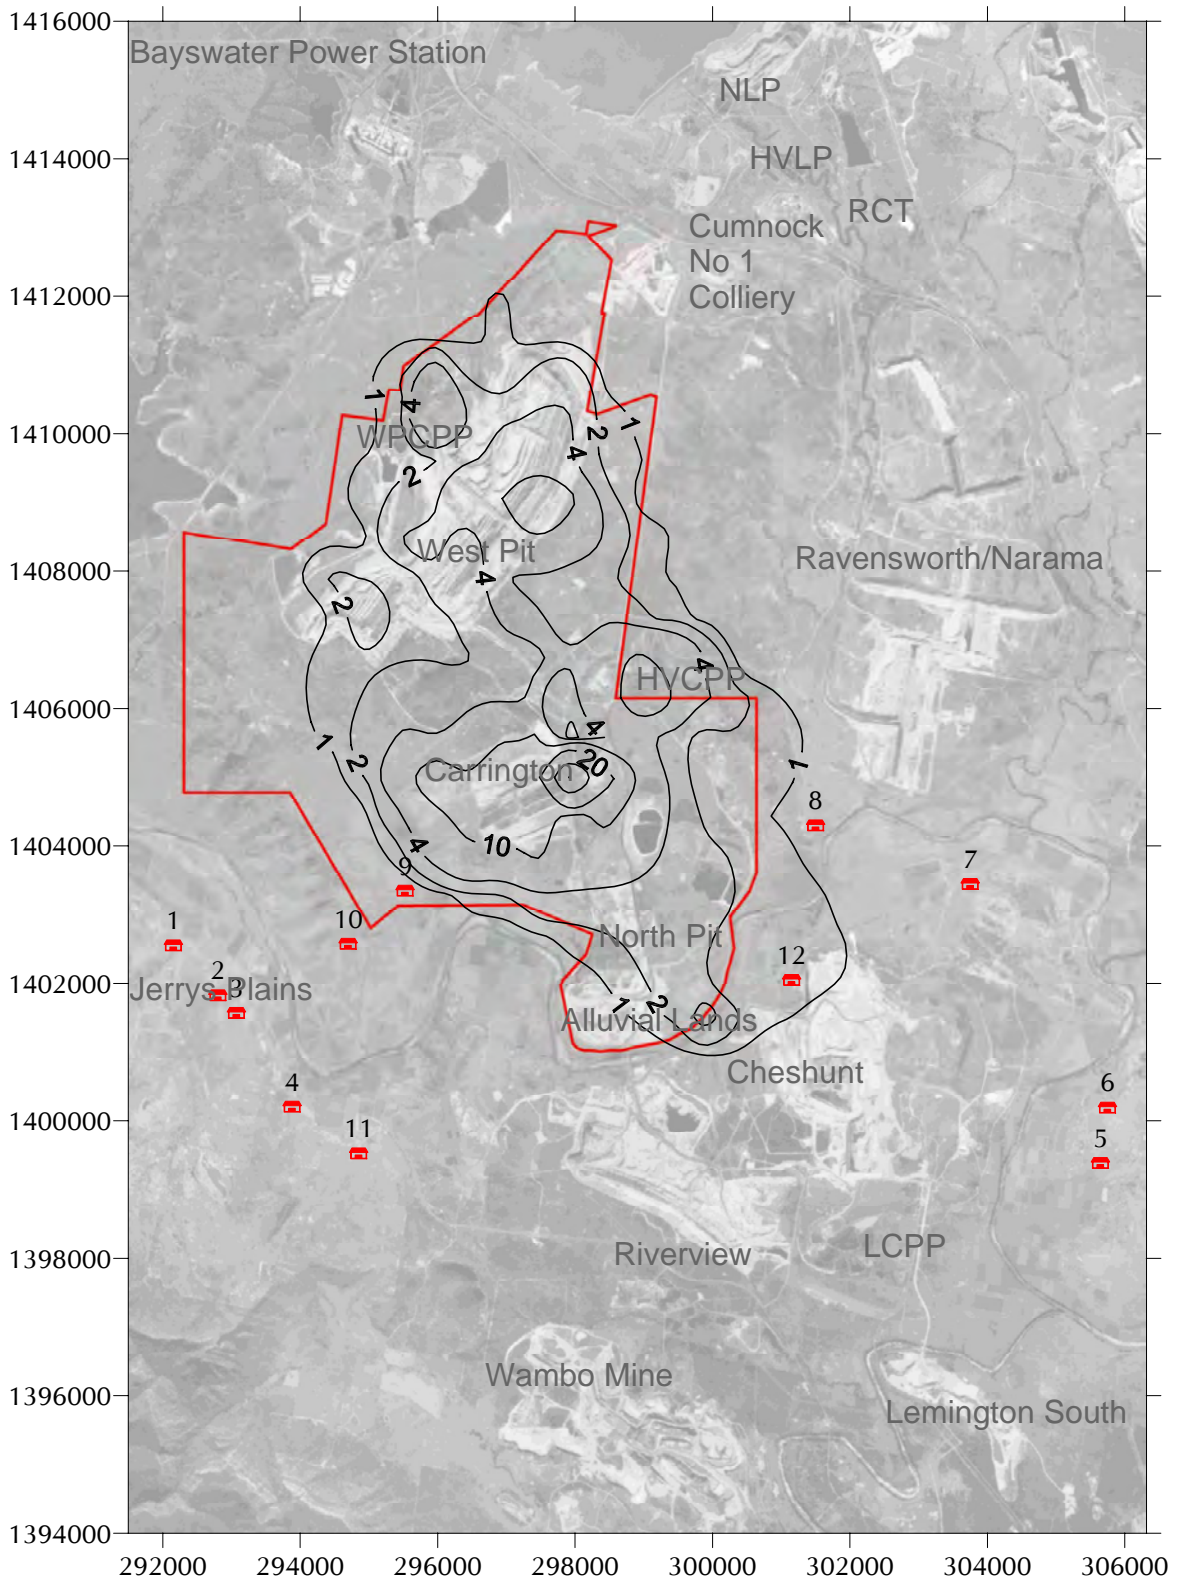 1416000
Bayswater Power Station
NLP
1414000
HVLP
RCT
Cumnock
No 1
Colliery
1412000
1
4
1
1410000
WPCPP
2
4
2
West Pit
Ravensworth/Narama
1408000
4
2
4
HVCPP
1406000
4
1
2
20
1
Carrington
8
10
4
1404000
9
7
1
10
North Pit
12
2
1402000
Jerrys Plains
3
1
2
Alluvial Lands
Cheshunt
4
6
1400000
11
5
Riverview
LCPP
1398000
Wambo Mine
1396000
Lemington South
1394000
292000 294000 296000 298000 300000 302000 304000 306000